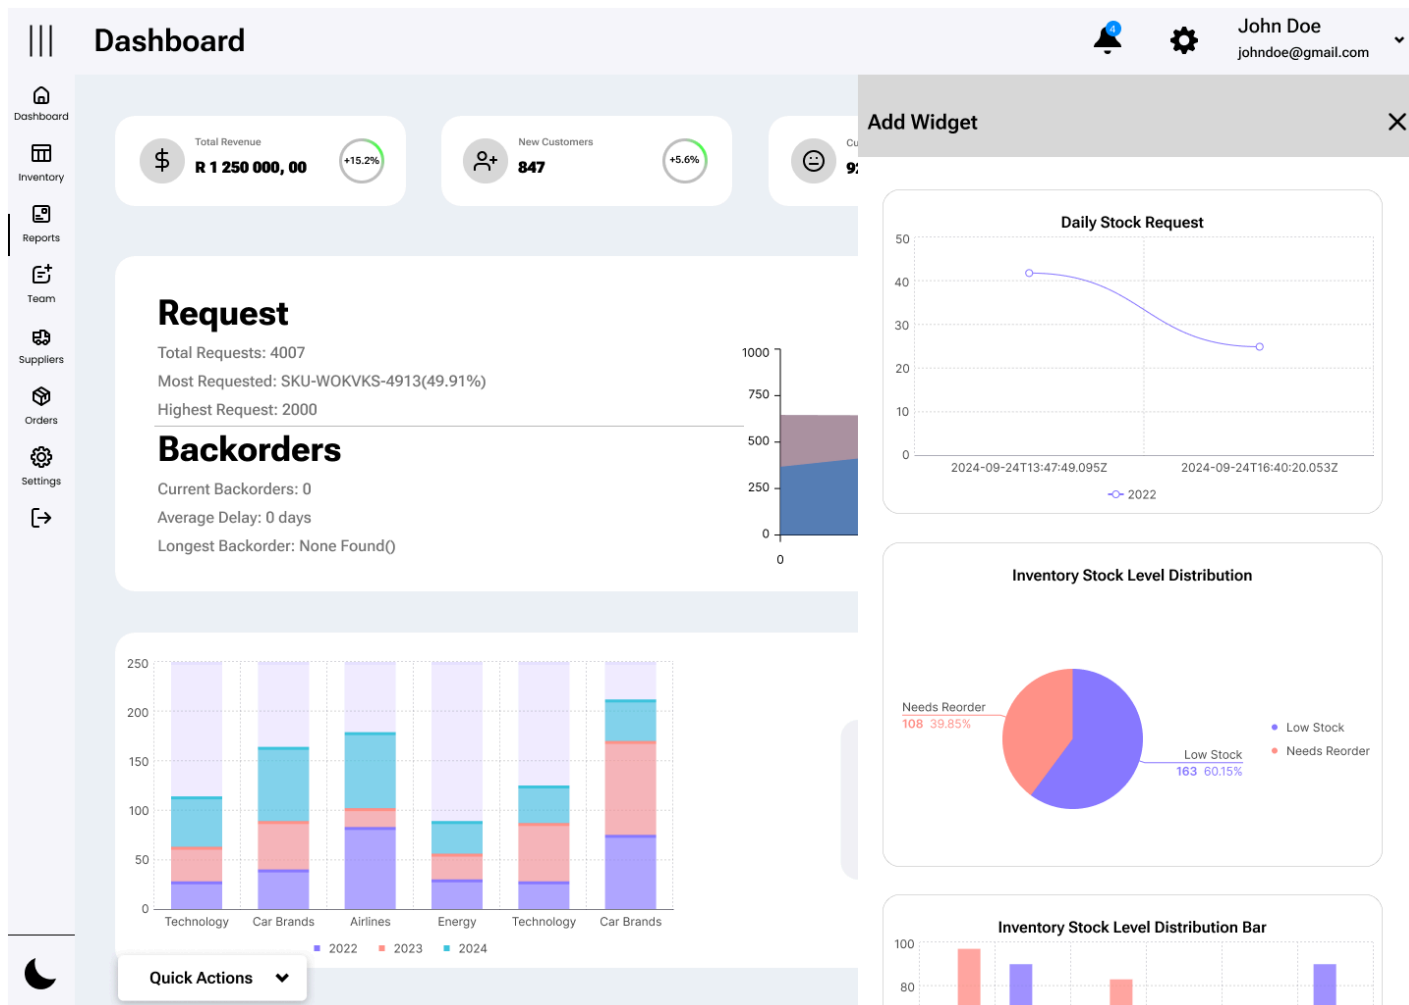 Dashboard
4
John Doe
johndoe@gmail.com
Dashboard
Inventory
Reports
Team
Suppliers
Orders
Settings
Total Revenue
R 1 250 000, 00
+15.2%
New Customers
847
+5.6%
Cu
92
Request
Total Requests: 4007
Most Requested: SKU-WOKVKS-4913(49.91%)
Highest Request: 2000
Backorders
Current Backorders: 0
Average Delay: 0 days
Longest Backorder: None Found()
1000
750
500
250
0
0
250
200
150
100
50
0
Technology Car Brands Airlines Energy Technology Car Brands
2022 2023 2024
Quick Actions
Add Widget
Daily Stock Request
50
40
30
20
10
0
2024-09-24T13:47:49.095Z 2024-09-24T16:40:20.053Z
2022
Inventory Stock Level Distribution
Needs Reorder
108 39.85%
Low Stock
163 60.15%
Low Stock
Needs Reorder
Inventory Stock Level Distribution Bar
100
80